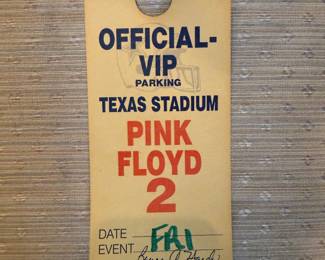 OFFICIAL-
VIP
PARKING
TEXAS STADIUM
PINK
FLOYD
2
DATE FRI
EVENT